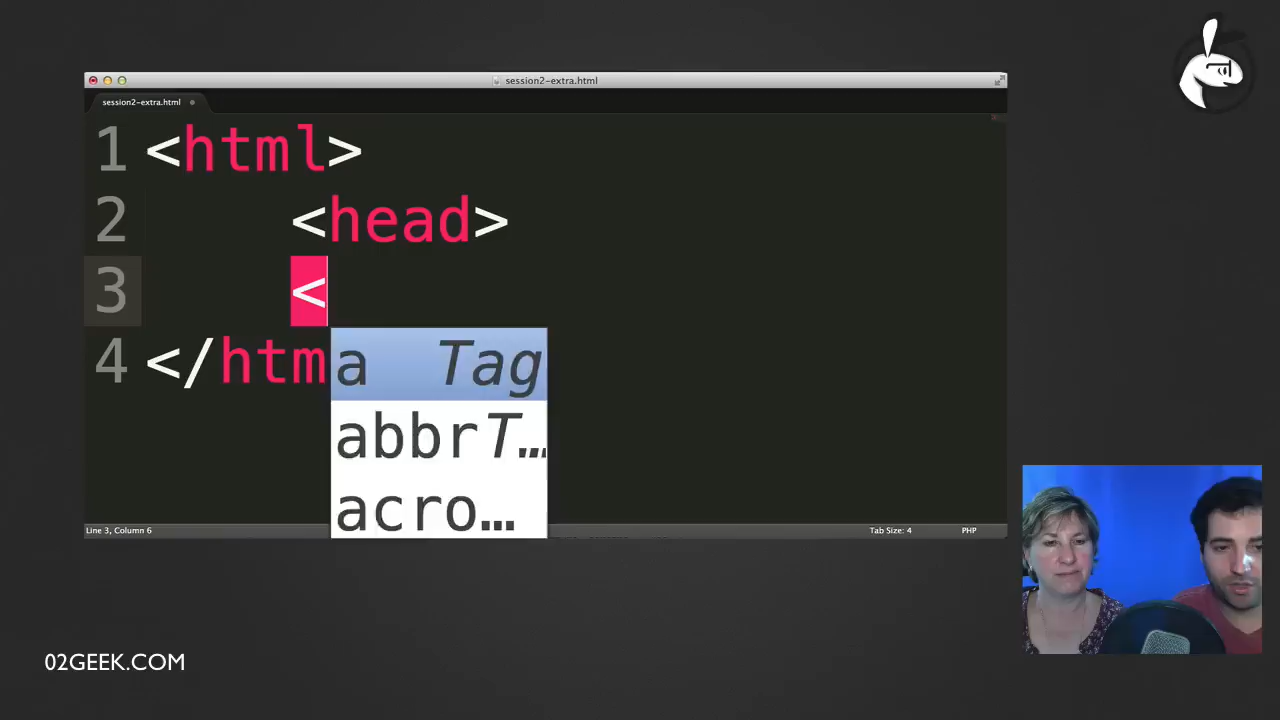 session2-extra.html
session2-extra.html
1 <html>
2 <head>
3 <
4 </htm
a Tag
abbrT…
acro…
Line 3, Column 6
Tab Size: 4
PHP
02GEEK.COM